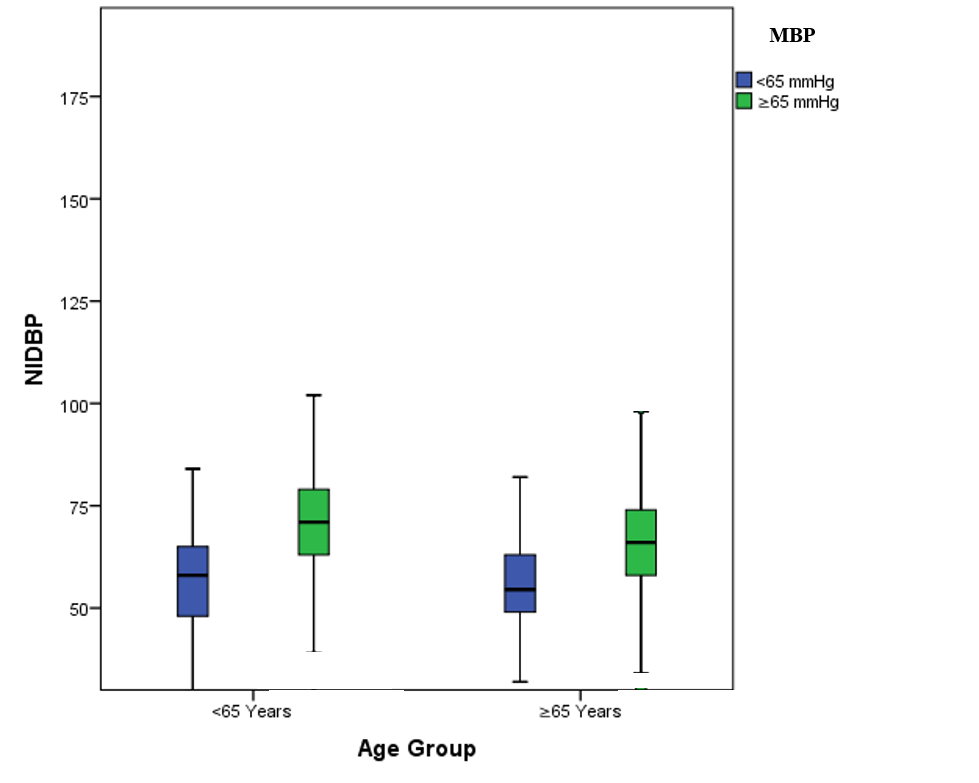 MBP
<65 mmHg
≥65 mmHg
175
150
125
100
75
50
NIDBP
<65 Years
≥65 Years
Age Group